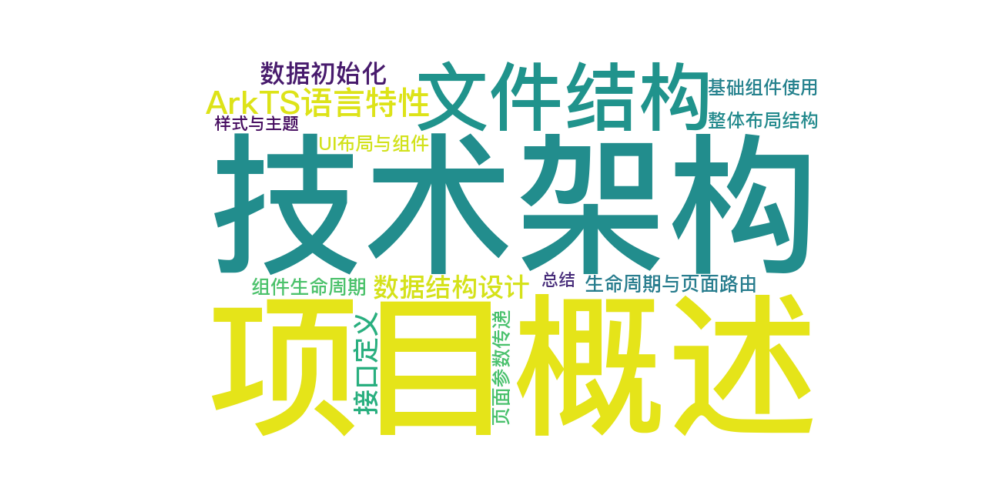 数据初始化
文件结构
基础组件使用
ArkTS语言特性
整体布局结构
样式与主题
UI布局与组件
技术架构
组件生命周期
数据结构设计
总结
生命周期与页面路由
项目概述
接口定义
页面参数传递